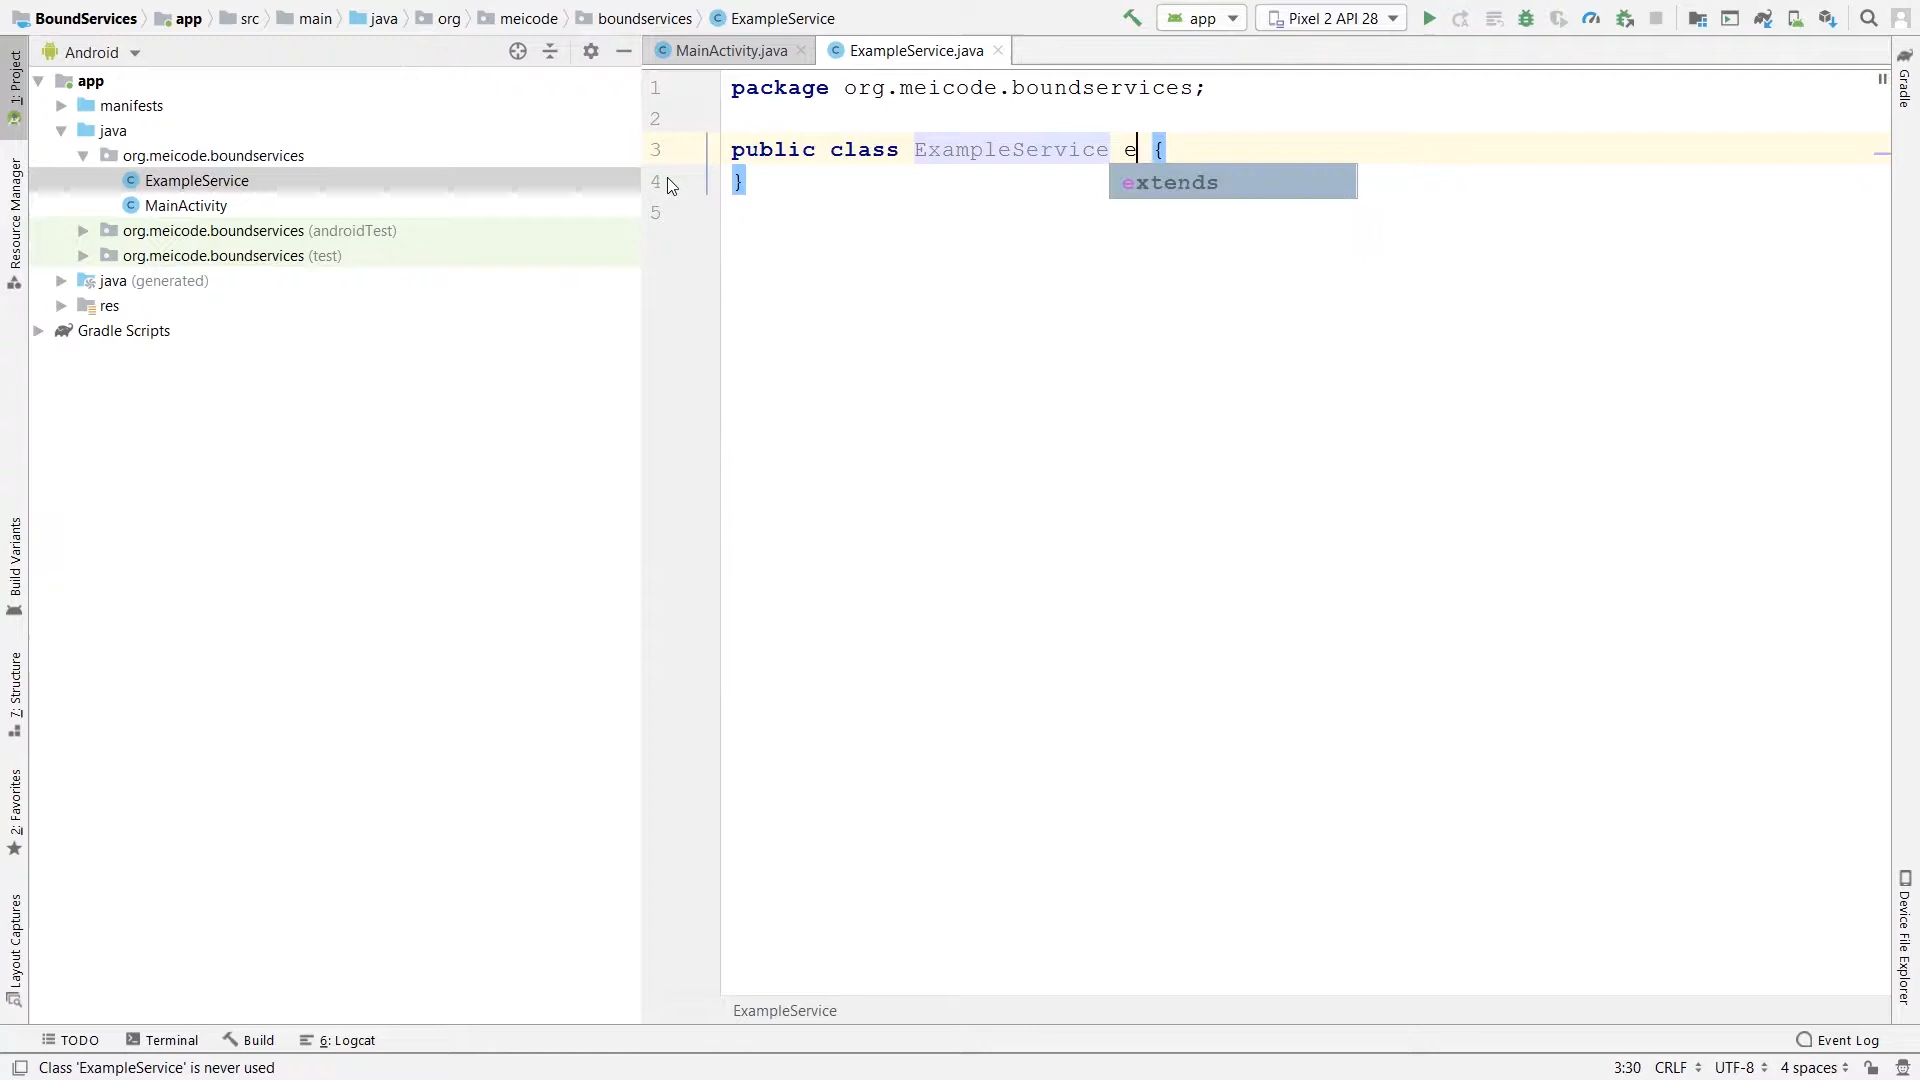 BoundServices app src main java org meicode boundservices ExampleService app Pixel 2 API 28
1: Project
Resource Manager
Build Variants
7: Structure
2: Favorites
Layout Captures
Android
app
manifests
java
org.meicode.boundservices
ExampleService
MainActivity
org.meicode.boundservices (androidTest)
org.meicode.boundservices (test)
java (generated)
res
Gradle Scripts
MainActivity.java ExampleService.java
1 package org.meicode.boundservices;
2
3 public class ExampleService e {
extends
4 }
5
ExampleService
Gradle
Device File Explorer
TODO Terminal Build 6: Logcat Event Log
Class 'ExampleService' is never used 3:30 CRLF UTF-8 4 spaces